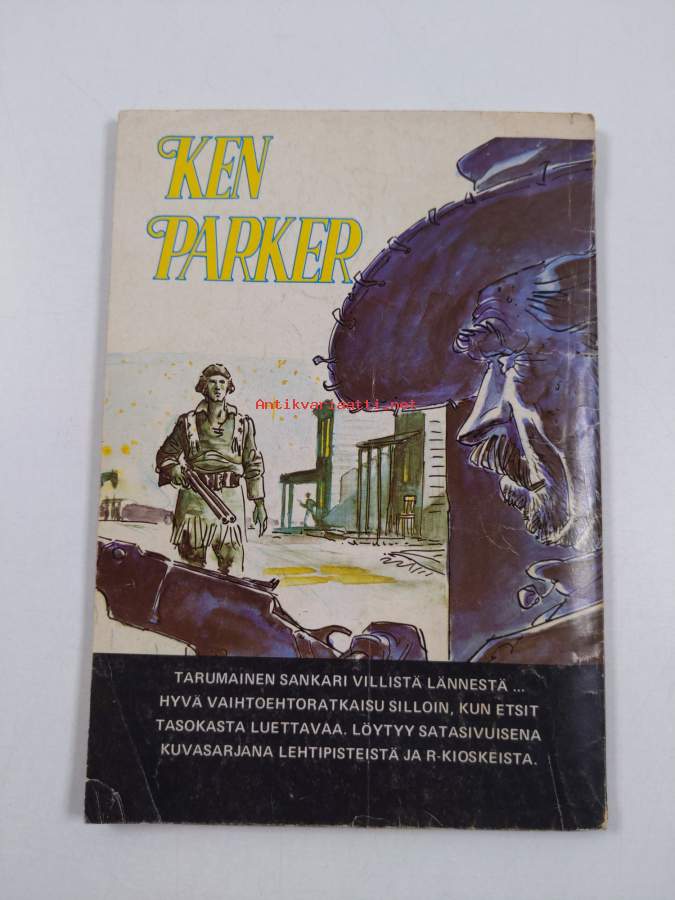 KEN
PARKER
Antikvariaatti.net
TARUMAINEN SANKARI VILLISTÄ LÄNNESTÄ ...
HYVÄ VAIHTOEHTORATKAISU SILLOIN, KUN ETSIT
TASOKASTA LUETTAVAA. LÖYTYY SATASIVUISENA
KUVASARJANA LEHTIPISTEISTÄ JA R-KIOSKEISTA.